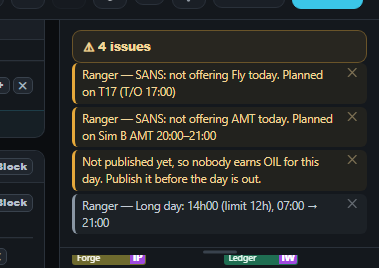 ⚠ 4 issues
Ranger — SANS: not offering Fly today. Planned
on T17 (T/O 17:00)
Ranger — SANS: not offering AMT today. Planned
on Sim B AMT 20:00–21:00
Not published yet, so nobody earns OIL for this
day. Publish it before the day is out.
Ranger — Long day: 14h00 (limit 12h), 07:00 →
21:00
Block
Block
Forge IP
Ledger IW